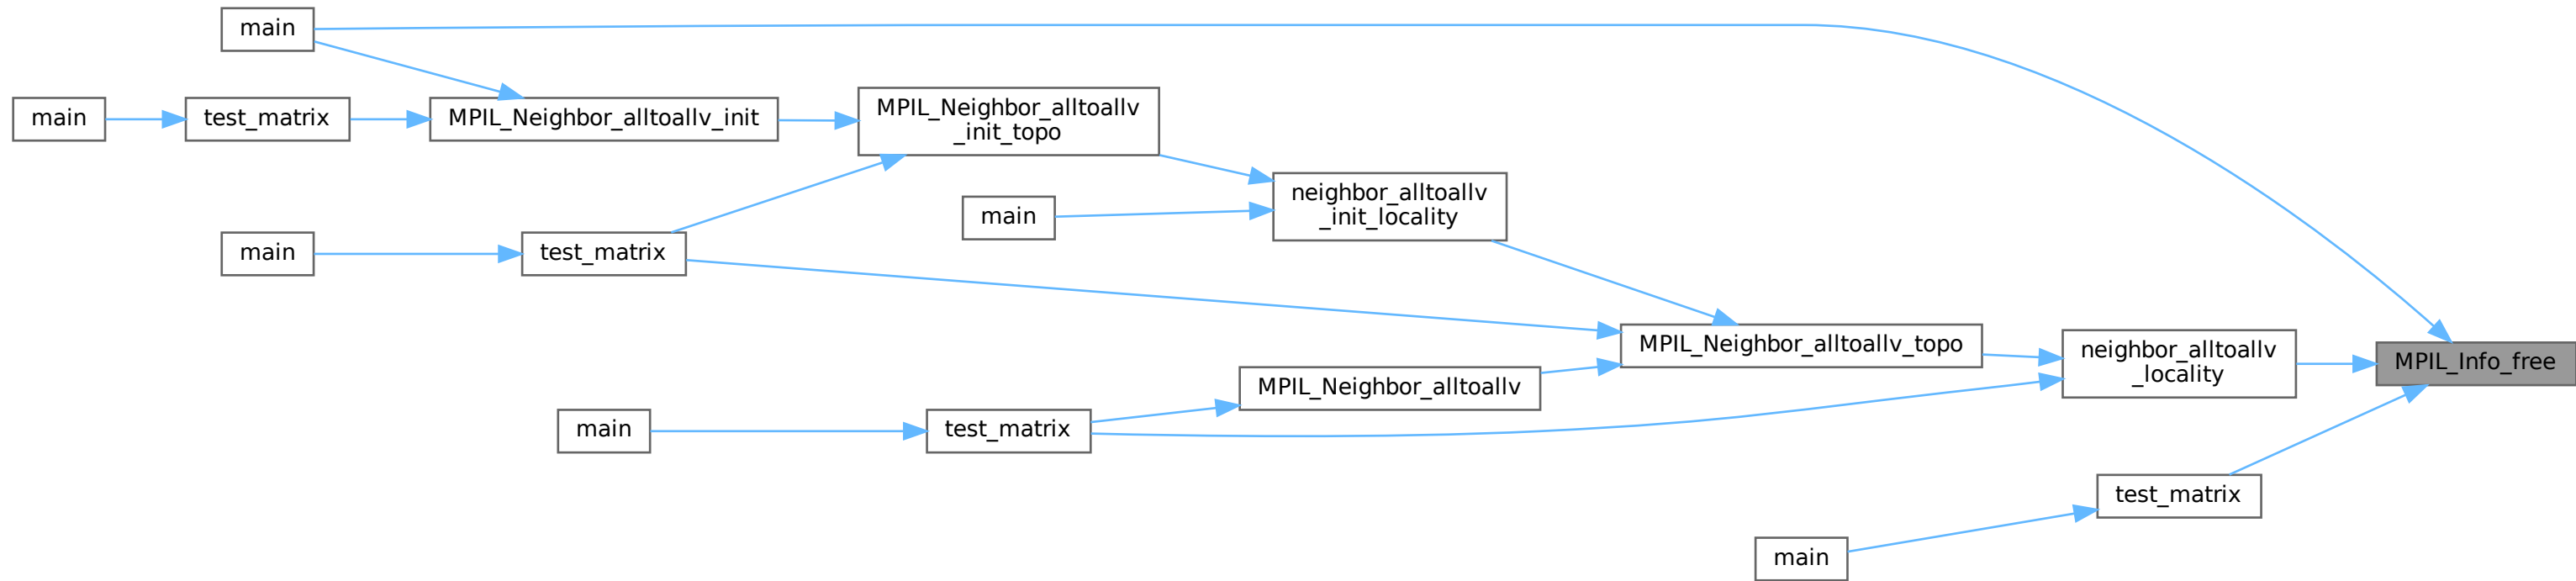 main
MPIL_Neighbor_alltoallv
_init_topo
main
test_matrix
MPIL_Neighbor_alltoallv_init
neighbor_alltoallv
_init_locality
main
main
test_matrix
MPIL_Neighbor_alltoallv_topo
neighbor_alltoallv
_locality
MPIL_Info_free
MPIL_Neighbor_alltoallv
main
test_matrix
test_matrix
main